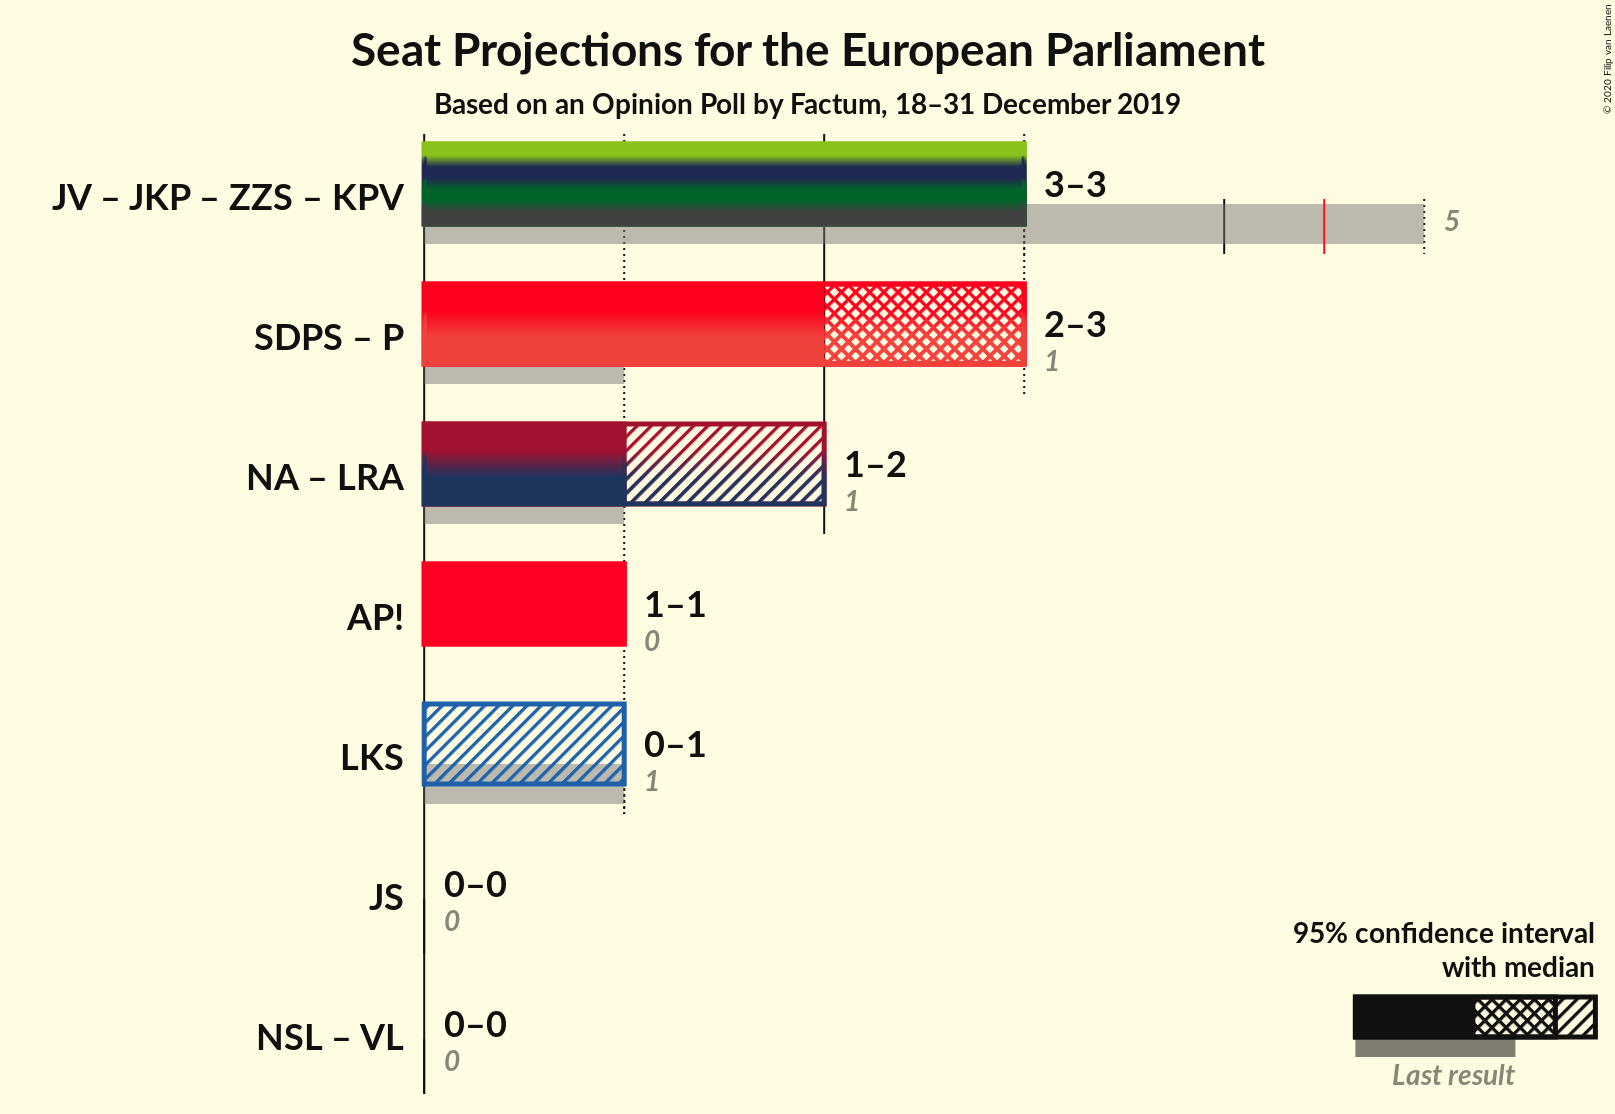 Seat Projections for the European Parliament
Based on an Opinion Poll by Factum, 18–31 December 2019
© 2020 Filip van Laenen
JV – JKP – ZZS – KPV
3–3
5
SDPS – P
2–3
1
NA – LRA
1–2
1
AP!
1–1
0
LKS
0–1
1
JS
0–0
0
NSL – VL
0–0
0
95% confidence interval
with median
Last result